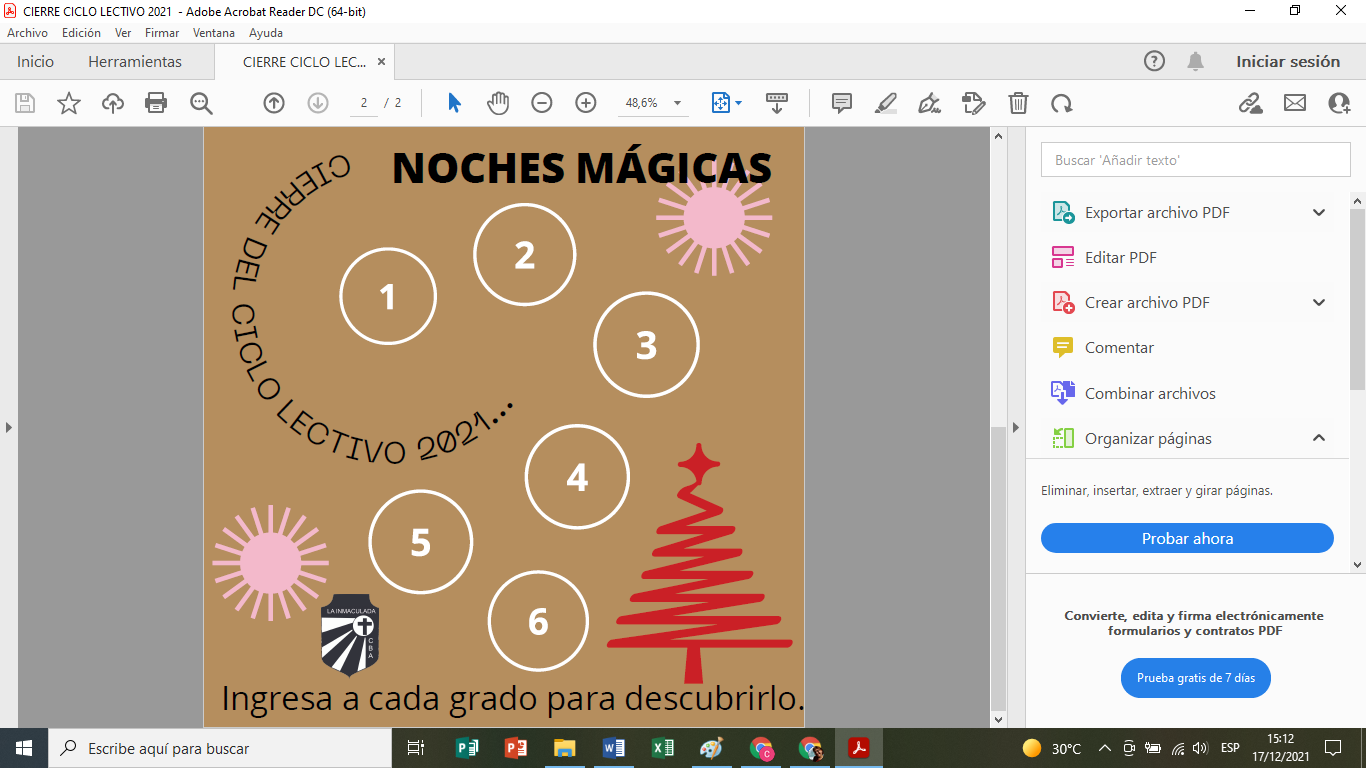 CIERRE CICLO LECTIVO 2021 - Adobe Acrobat Reader DC (64-bit)
Archivo Edición Ver Firmar Ventana Ayuda
Inicio Herramientas CIERRE CICLO LEC... Iniciar sesión
2 / 2 48,6%
NOCHES MÁGICAS
CIERRE DEL CICLO LECTIVO 2021...
1
2
3
4
5
6
LA INMACULADA
CBA
Ingresa a cada grado para descubrirlo.
Buscar 'Añadir texto'
Exportar archivo PDF
Editar PDF
Crear archivo PDF
Comentar
Combinar archivos
Organizar páginas
Eliminar, insertar, extraer y girar páginas.
Probar ahora
Convierte, edita y firma electrónicamente
formularios y contratos PDF
Prueba gratis de 7 días
Escribe aquí para buscar
30°C ESP
15:12
17/12/2021